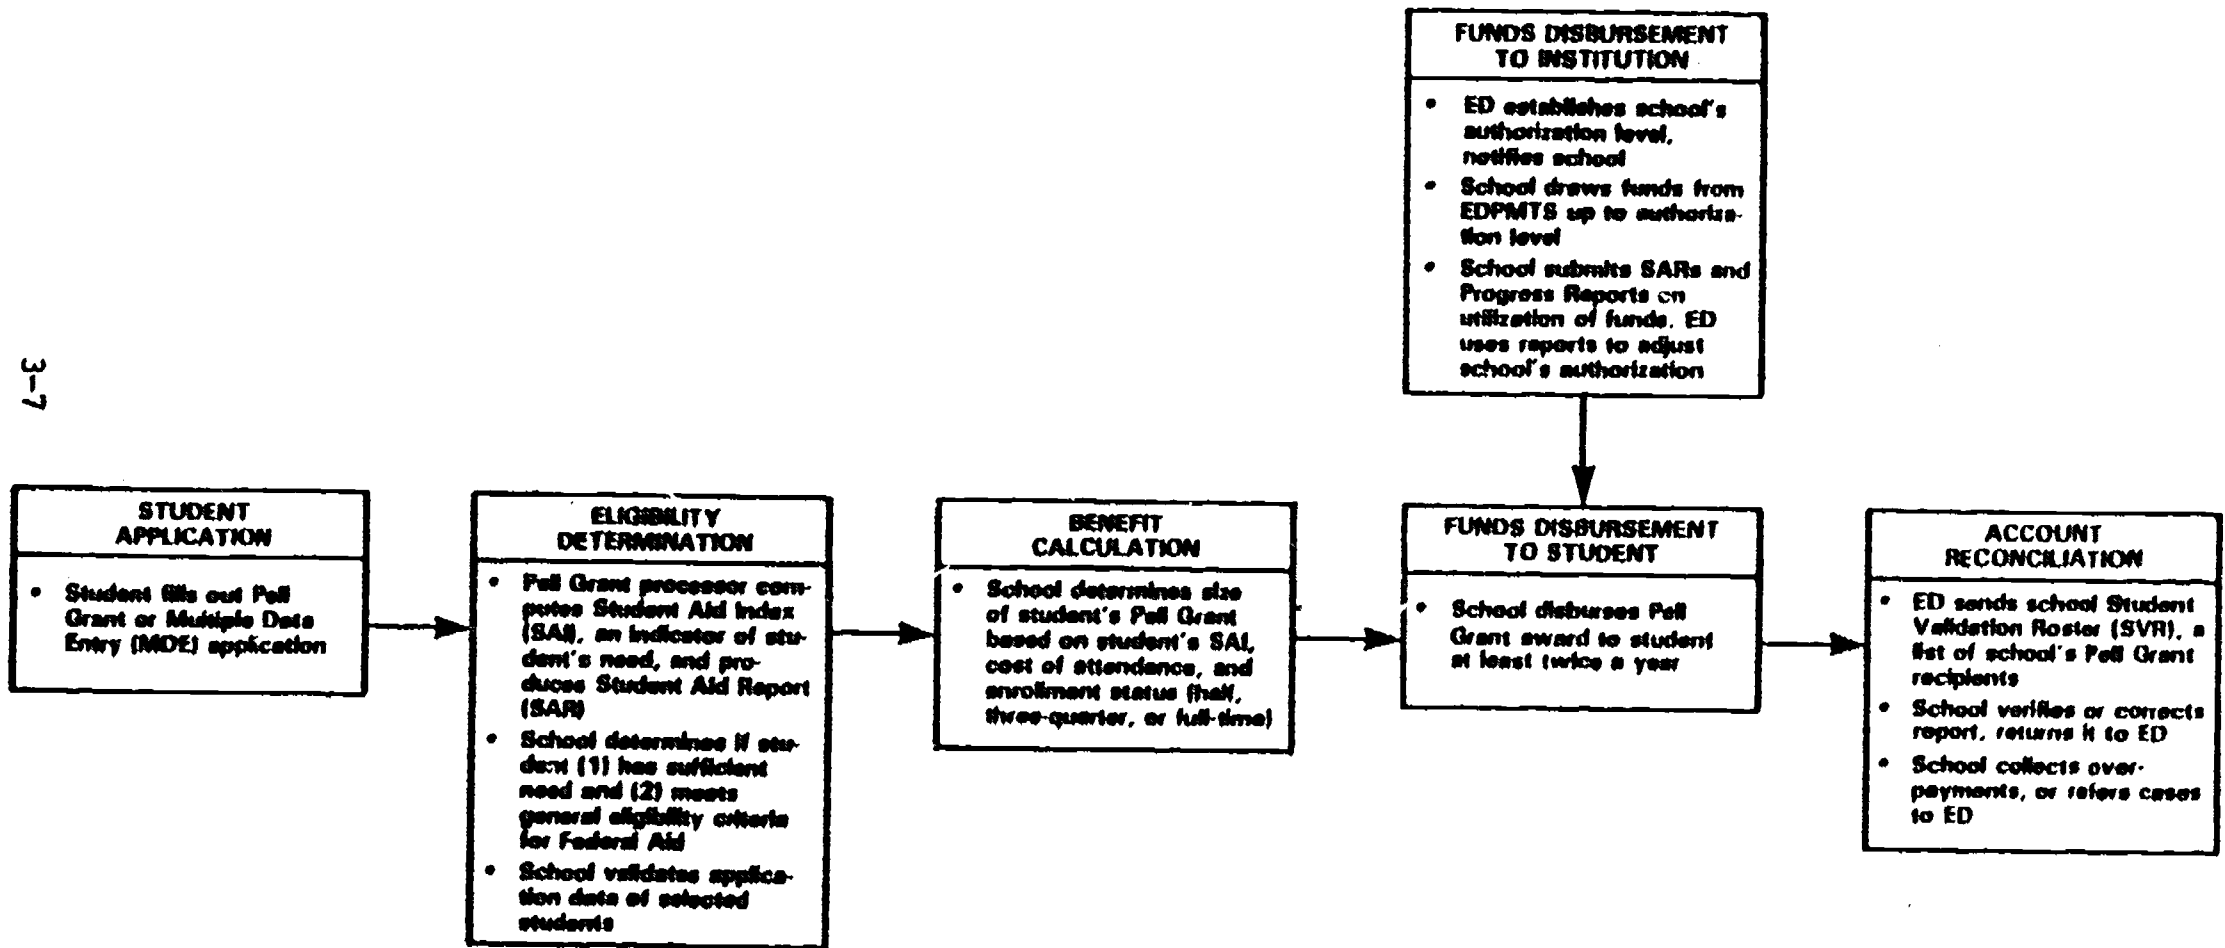 FUNDS DISBURSEMENT
TO INSTITUTION
• ED establishes school's
authorization level,
notifies school
• School draws funds from
EDPMTS up to authoriza-
tion level
• School submits SARs and
Progress Reports on
utilization of funds. ED
uses reports to adjust
school's authorization
3-7
STUDENT
APPLICATION
• Student fills out Pell
Grant or Multiple Data
Entry (MDE) application
ELIGIBILITY
DETERMINATION
• Pell Grant processor com-
putes Student Aid Index
(SAI), an indicator of stu-
dent's need, and pro-
duces Student Aid Report
(SAR)
• School determines if stu-
dent (1) has sufficient
need and (2) meets
general eligibility criteria
for Federal Aid
• School validates applica-
tion data of selected
students
BENEFIT
CALCULATION
• School determines size
of student's Pell Grant
based on student's SAI,
cost of attendance, and
enrollment status (half,
three-quarter, or full-time)
FUNDS DISBURSEMENT
TO STUDENT
• School disburses Pell
Grant award to student
at least twice a year
ACCOUNT
RECONCILIATION
• ED sends school Student
Validation Roster (SVR), a
list of school's Pell Grant
recipients
• School verifies or corrects
report, returns it to ED
• School collects over-
payments, or refers cases
to ED